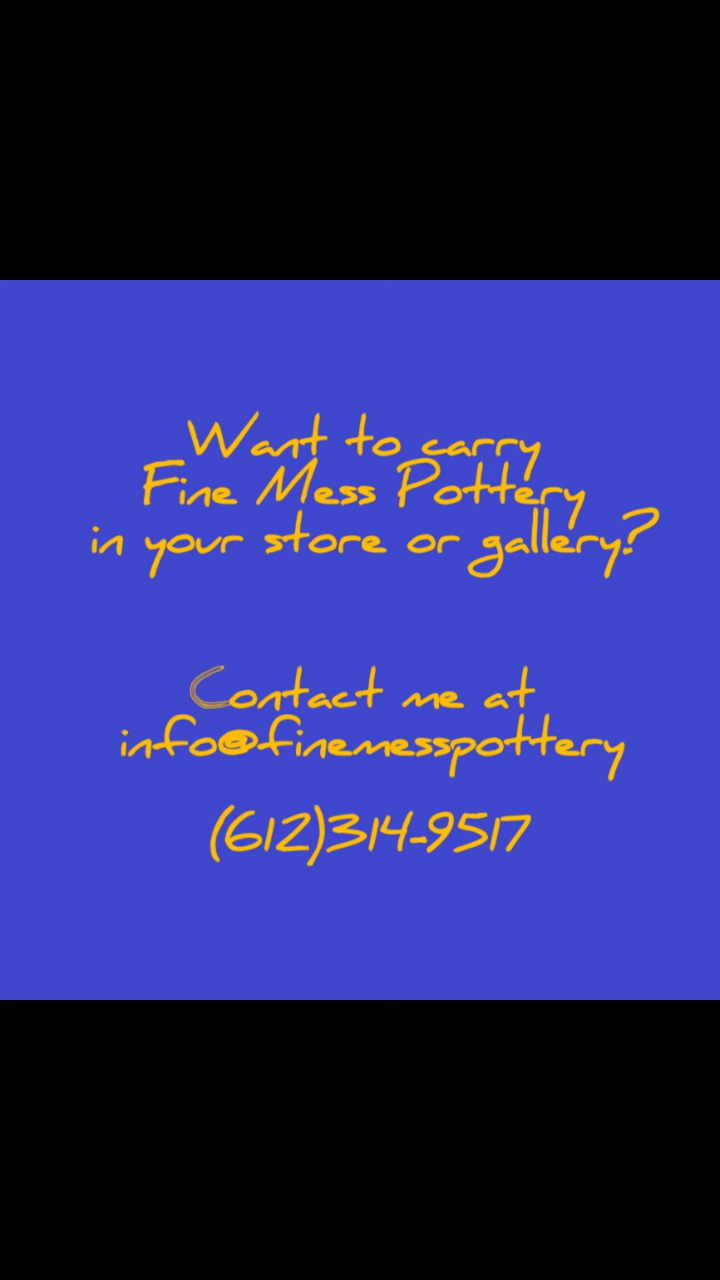 Want to carry
Fine Mess Pottery
in your store or gallery?
Contact me at
info@finemesspottery
(612)314-9517